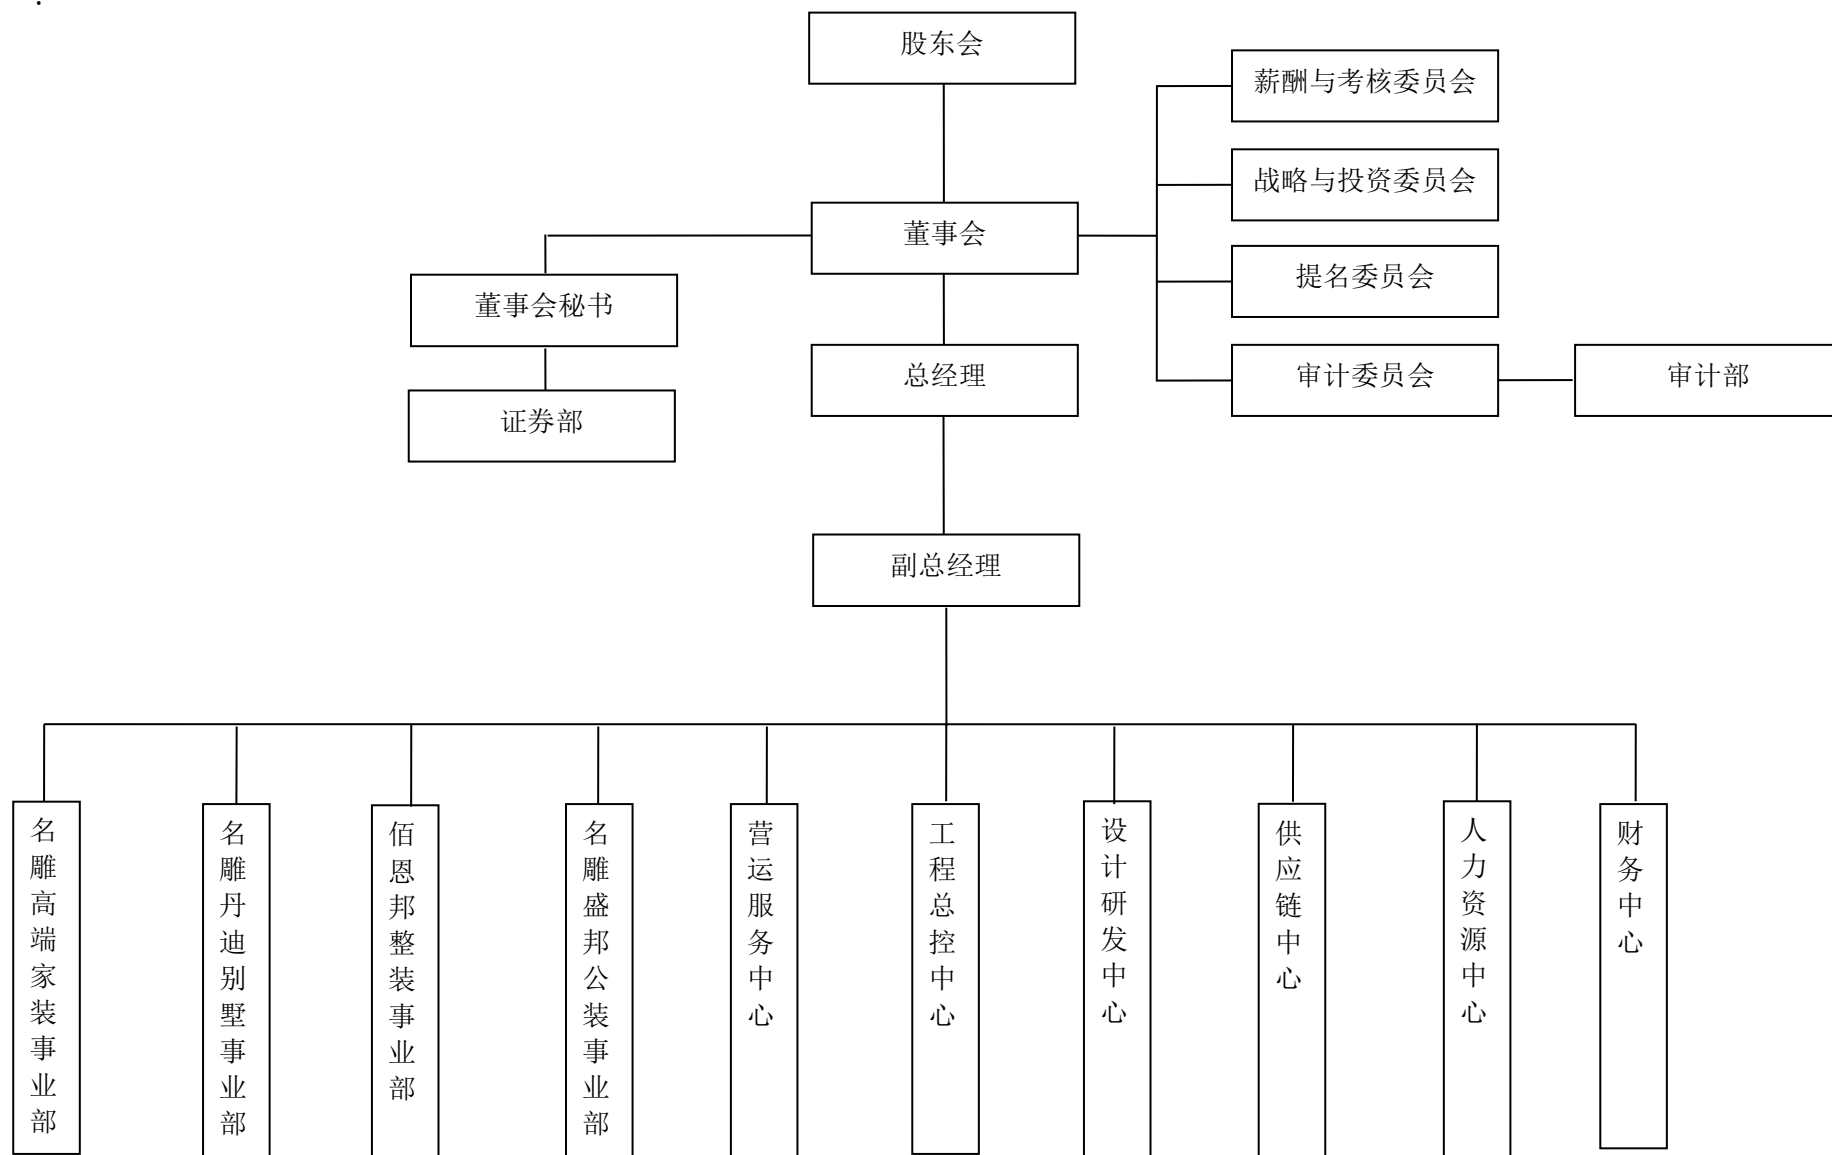 股东会
薪酬与考核委员会
战略与投资委员会
董事会
提名委员会
董事会秘书
总经理
审计委员会
审计部
证券部
副总经理
名雕高端家装事业部
名雕丹迪别墅事业部
佰恩邦整装事业部
名雕盛邦公装事业部
营运服务中心
工程总控中心
设计研发中心
供应链中心
人力资源中心
财务中心